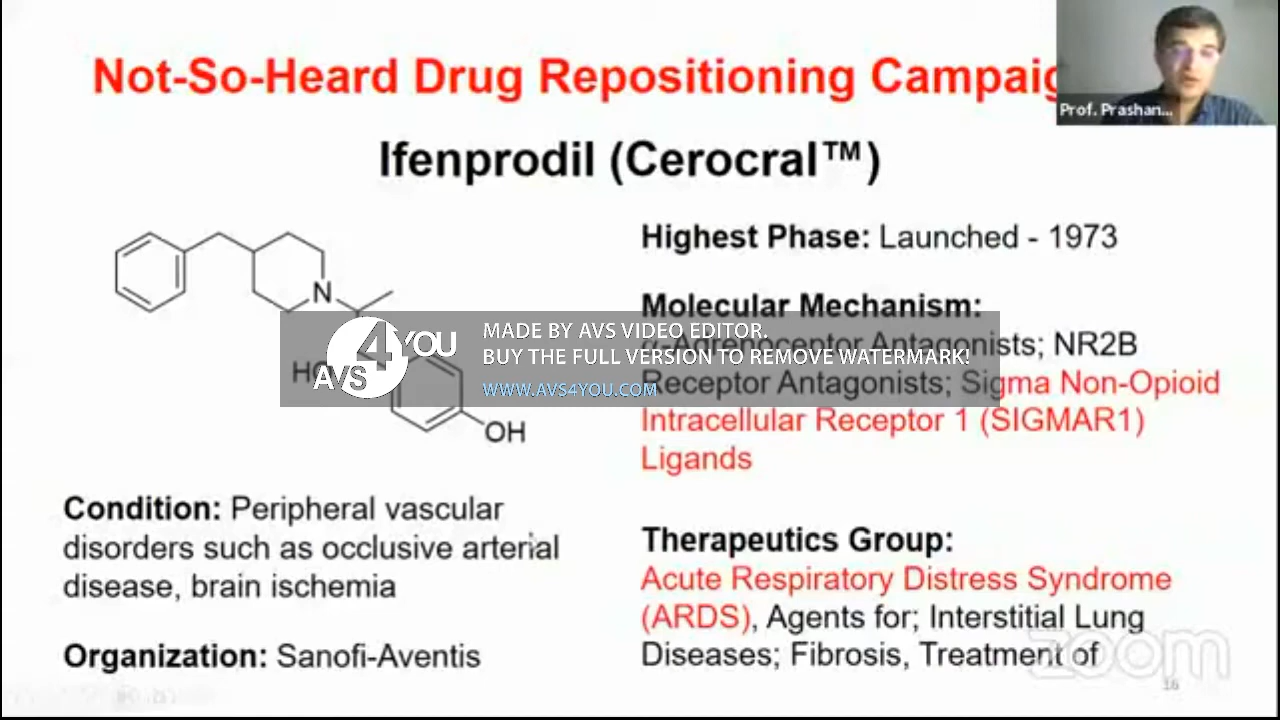 Not-So-Heard Drug Repositioning Campaig
Prof. Prashan...
Ifenprodil (Cerocral™)
Highest Phase: Launched - 1973
Molecular Mechanism:
α-Adrenoceptor Antagonists; NR2B
Receptor Antagonists; Sigma Non-Opioid
Intracellular Receptor 1 (SIGMAR1)
Ligands
N
HO
OH
4YOU
AVS
MADE BY AVS VIDEO EDITOR.
BUY THE FULL VERSION TO REMOVE WATERMARK!
WWW.AVS4YOU.COM
Condition: Peripheral vascular
disorders such as occlusive arterial
disease, brain ischemia
Organization: Sanofi-Aventis
Therapeutics Group:
Acute Respiratory Distress Syndrome
(ARDS), Agents for; Interstitial Lung
Diseases; Fibrosis, Treatment of
zoom
16